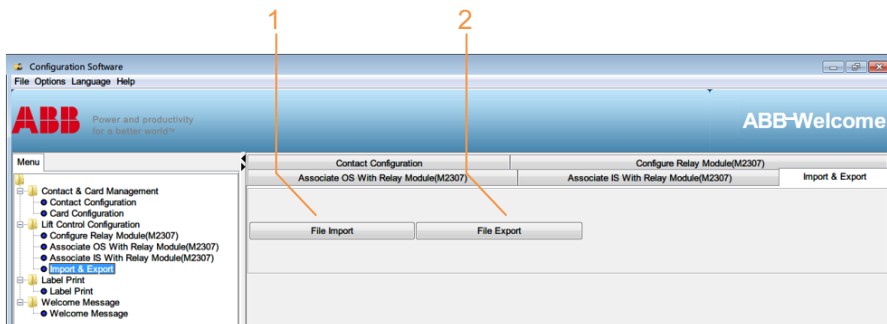 1 2
Configuration Software
File Options Language Help
ABB Power and productivity
for a better world™
ABB-Welcome
Menu
Contact & Card Management
Contact Configuration
Card Configuration
Lift Control Configuration
Configure Relay Module(M2307)
Associate OS With Relay Module(M2307)
Associate IS With Relay Module(M2307)
Import & Export
Label Print
Label Print
Welcome Message
Welcome Message
Contact Configuration Configure Relay Module(M2307)
Associate OS With Relay Module(M2307) Associate IS With Relay Module(M2307) Import & Export
File Import File Export